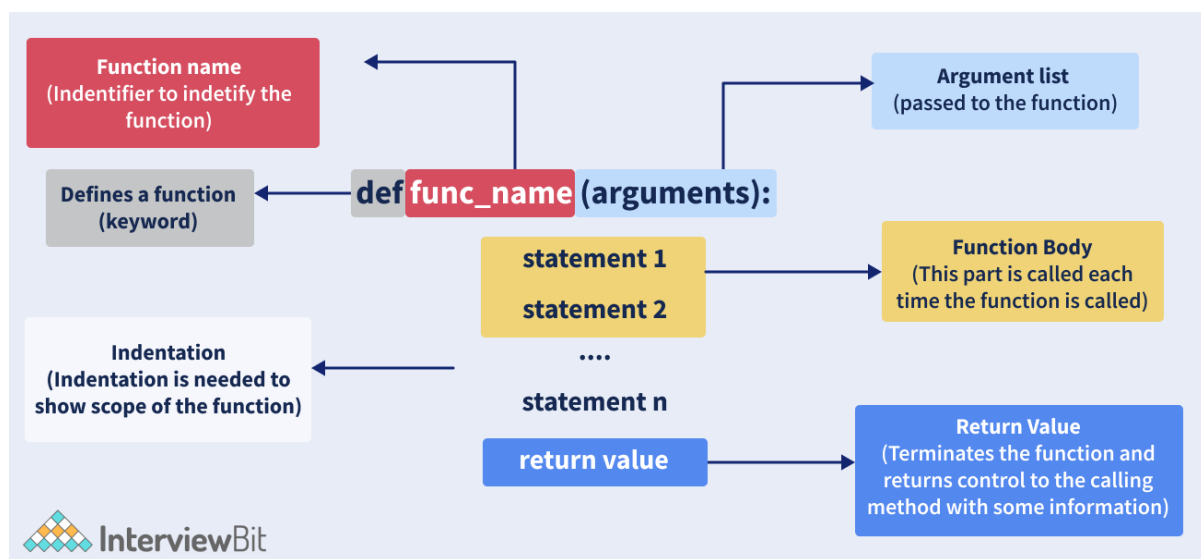 Function name
(Indentifier to indetify the
function)
Argument list
(passed to the function)
Defines a function
(keyword)
def func_name (arguments):
statement 1
statement 2
Function Body
(This part is called each
time the function is called)
Indentation
(Indentation is needed to
show scope of the function)
....
statement n
return value
Return Value
(Terminates the function and
returns control to the calling
method with some information)
InterviewBit